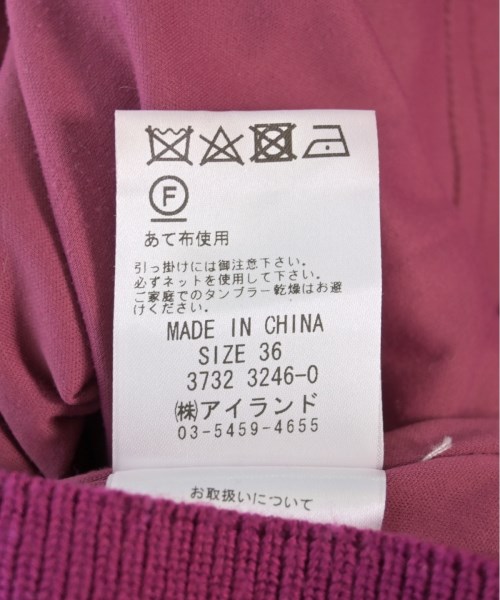 F
あて布使用
引っ掛けには御注意下さい。
必ずネットを使用して下さい。
ご家庭でのタンブラー乾燥はお避
けください。
MADE IN CHINA
SIZE 36
3732 3246-0
㈱アイランド
03-5459-4655
お取扱いについて